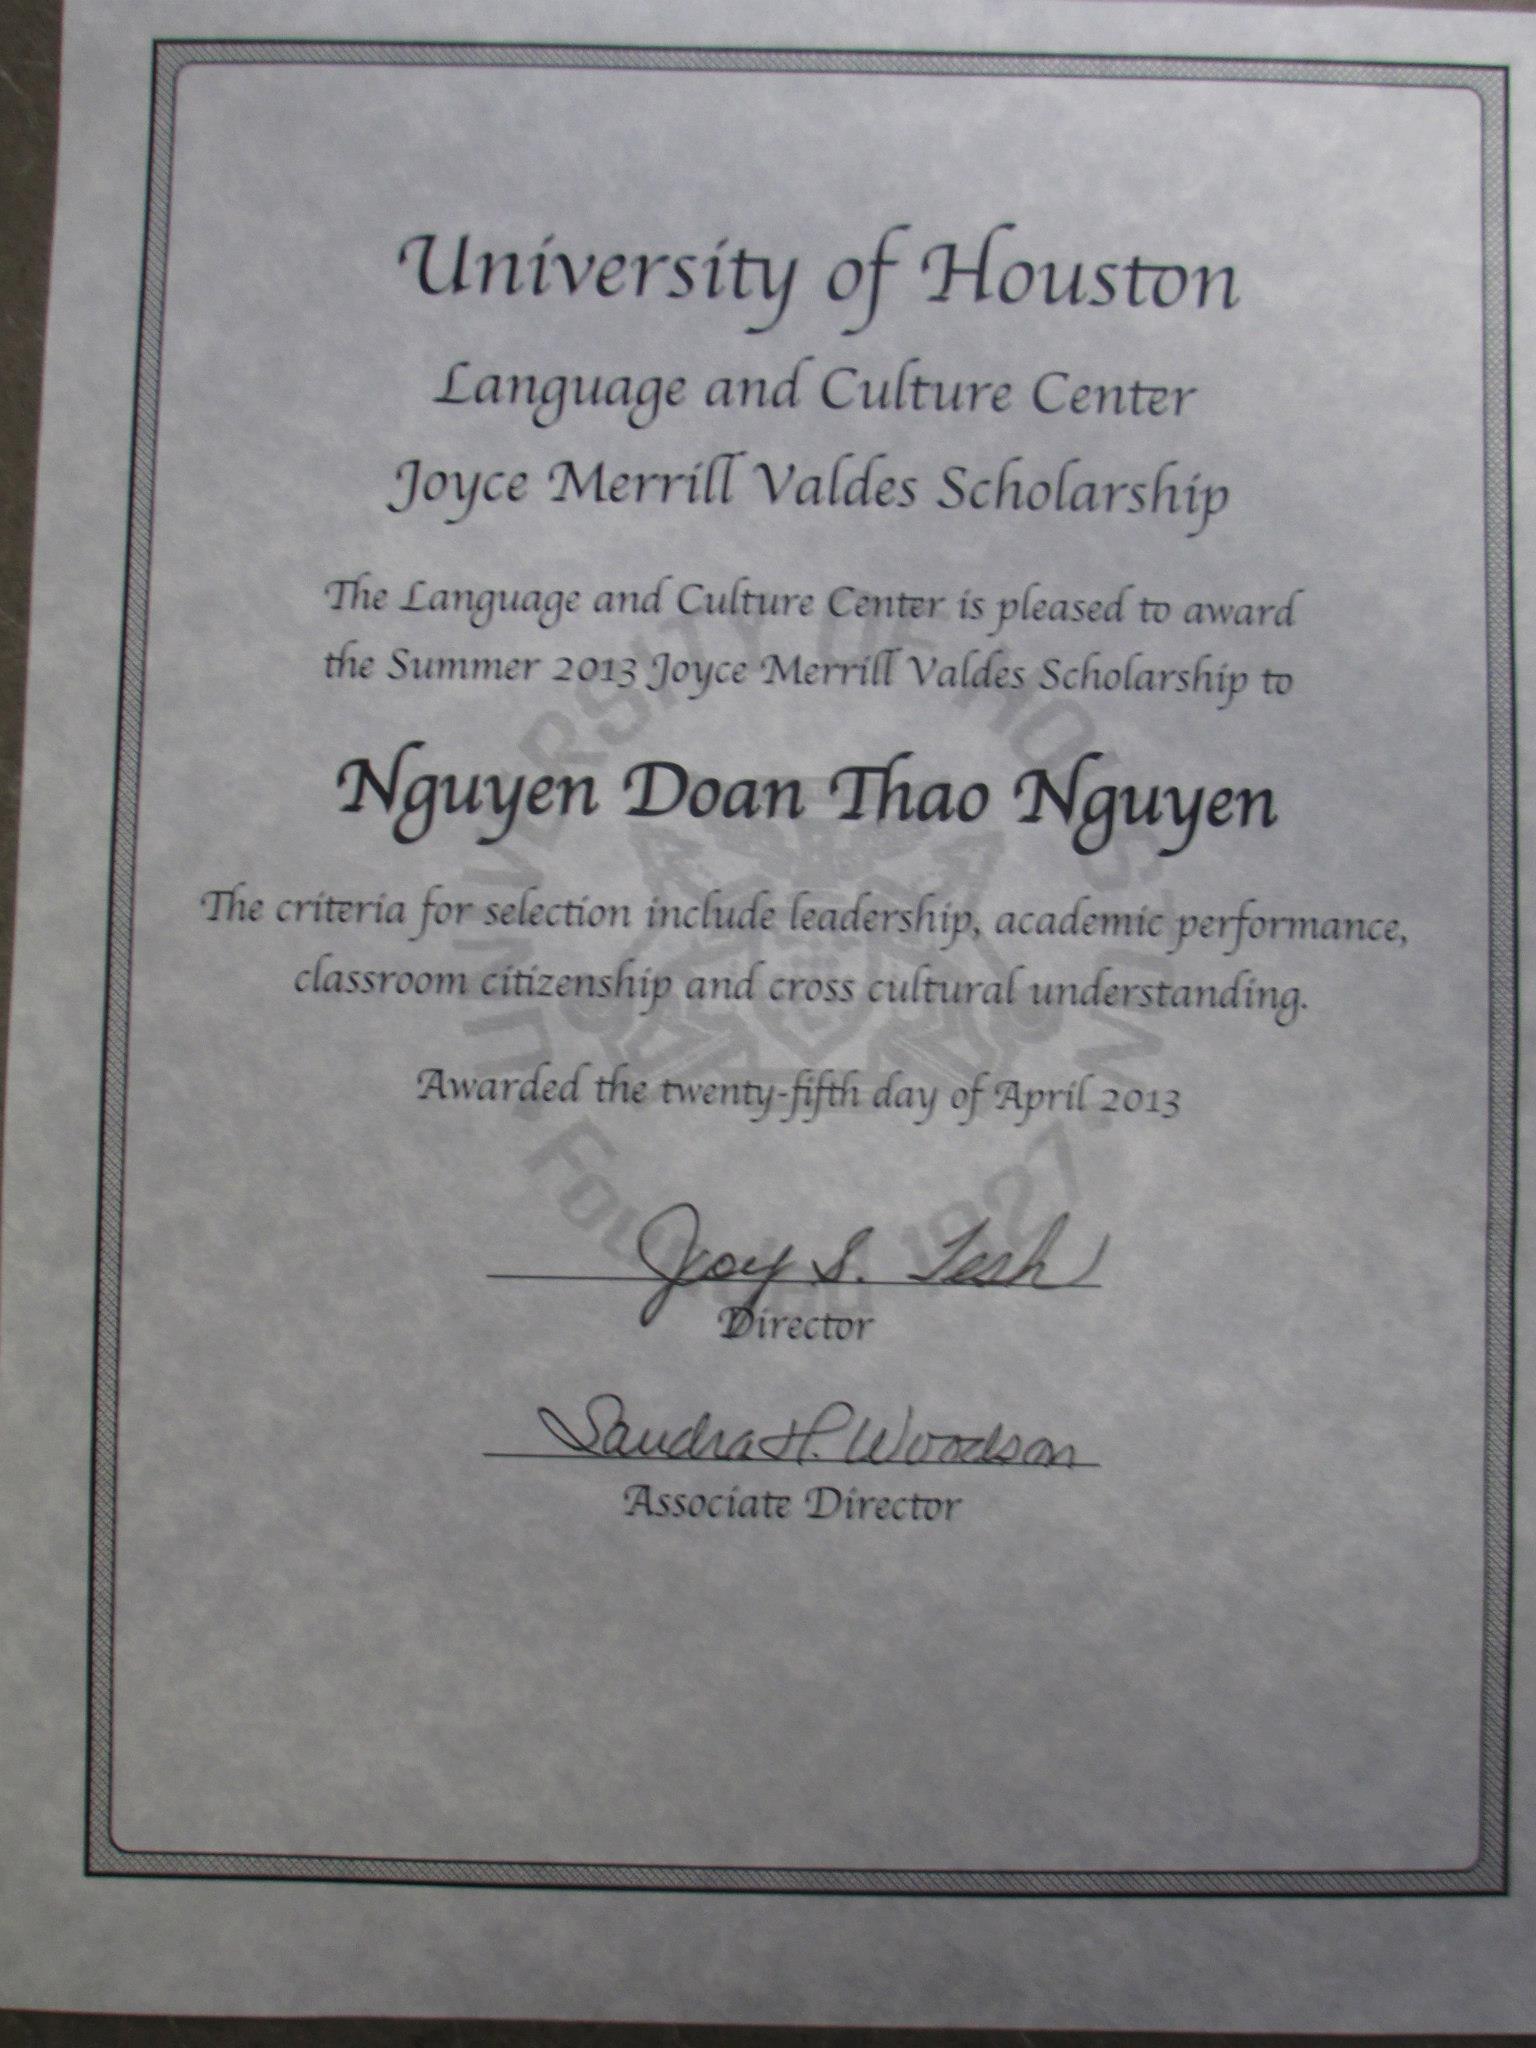 University of Houston
Language and Culture Center
Joyce Merrill Valdes Scholarship
The Language and Culture Center is pleased to award
the Summer 2013 Joyce Merrill Valdes Scholarship to
Nguyen Doan Thao Nguyen
The criteria for selection include leadership, academic performance,
classroom citizenship and cross cultural understanding.
Awarded the twenty-fifth day of April 2013
Joy S. Tesh
Director
Sandra H. Woodson
Associate Director
UNIVERSITY OF HOUSTON
Founded 1927